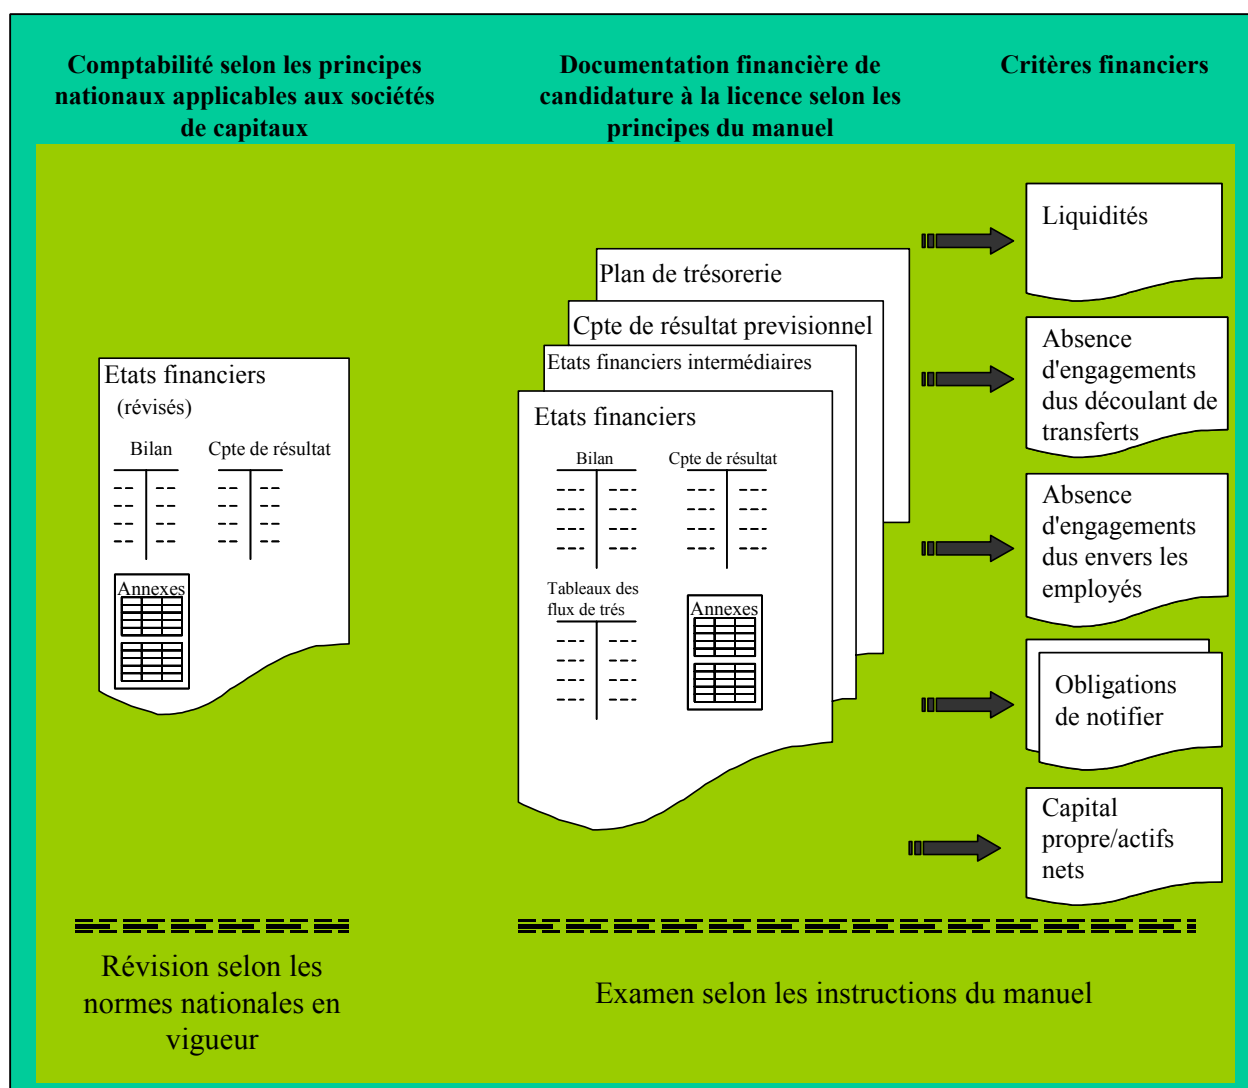 Comptabilité selon les principes
nationaux applicables aux sociétés
de capitaux
Documentation financière de
candidature à la licence selon les
principes du manuel
Critères financiers
Etats financiers
(révisés)
Bilan
Cpte de résultat
Annexes
Plan de trésorerie
Cpte de résultat previsionnel
Etats financiers intermédiaires
Etats financiers
Bilan
Cpte de résultat
Tableaux des
flux de trés
Annexes
Liquidités
Absence
d'engagements
dus découlant de
transferts
Absence
d'engagements
dus envers les
employés
Obligations
de notifier
Capital
propre/actifs
nets
Révision selon les
normes nationales en
vigueur
Examen selon les instructions du manuel